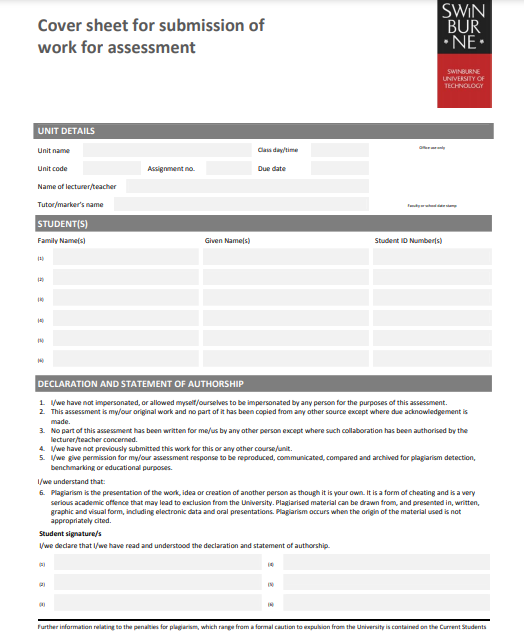 Cover sheet for submission of
work for assessment
SWIN
BUR
* NE *
SWINBURNE
UNIVERSITY OF
TECHNOLOGY
UNIT DETAILS
Unit name
Class day/time
Office use only
Unit code
Assignment no.
Due date
Name of lecturer/teacher
Tutor/marker's name
Faculty or school date stamp
STUDENT(S)
Family Name(s)
Given Name(s)
Student ID Number(s)
(1)
(2)
(3)
(4)
(5)
(6)
DECLARATION AND STATEMENT OF AUTHORSHIP
1. I/we have not impersonated, or allowed myself/ourselves to be impersonated by any person for the purposes of this assessment.
2. This assessment is my/our original work and no part of it has been copied from any other source except where due acknowledgement is
made.
3. No part of this assessment has been written for me/us by any other person except where such collaboration has been authorised by the
lecturer/teacher concerned.
4. I/we have not previously submitted this work for this or any other course/unit.
5. I/we give permission for my/our assessment response to be reproduced, communicated, compared and archived for plagiarism detection,
benchmarking or educational purposes.
I/we understand that:
6. Plagiarism is the presentation of the work, idea or creation of another person as though it is your own. It is a form of cheating and is a very
serious academic offence that may lead to exclusion from the University. Plagiarised material can be drawn from, and presented in, written,
graphic and visual form, including electronic data and oral presentations. Plagiarism occurs when the origin of the material used is not
appropriately cited.
Student signature/s
I/we declare that I/we have read and understood the declaration and statement of authorship.
(1)
(4)
(2)
(5)
(3)
(6)
Further information relating to the penalties for plagiarism, which range from a formal caution to expulsion from the University is contained on the Current Students